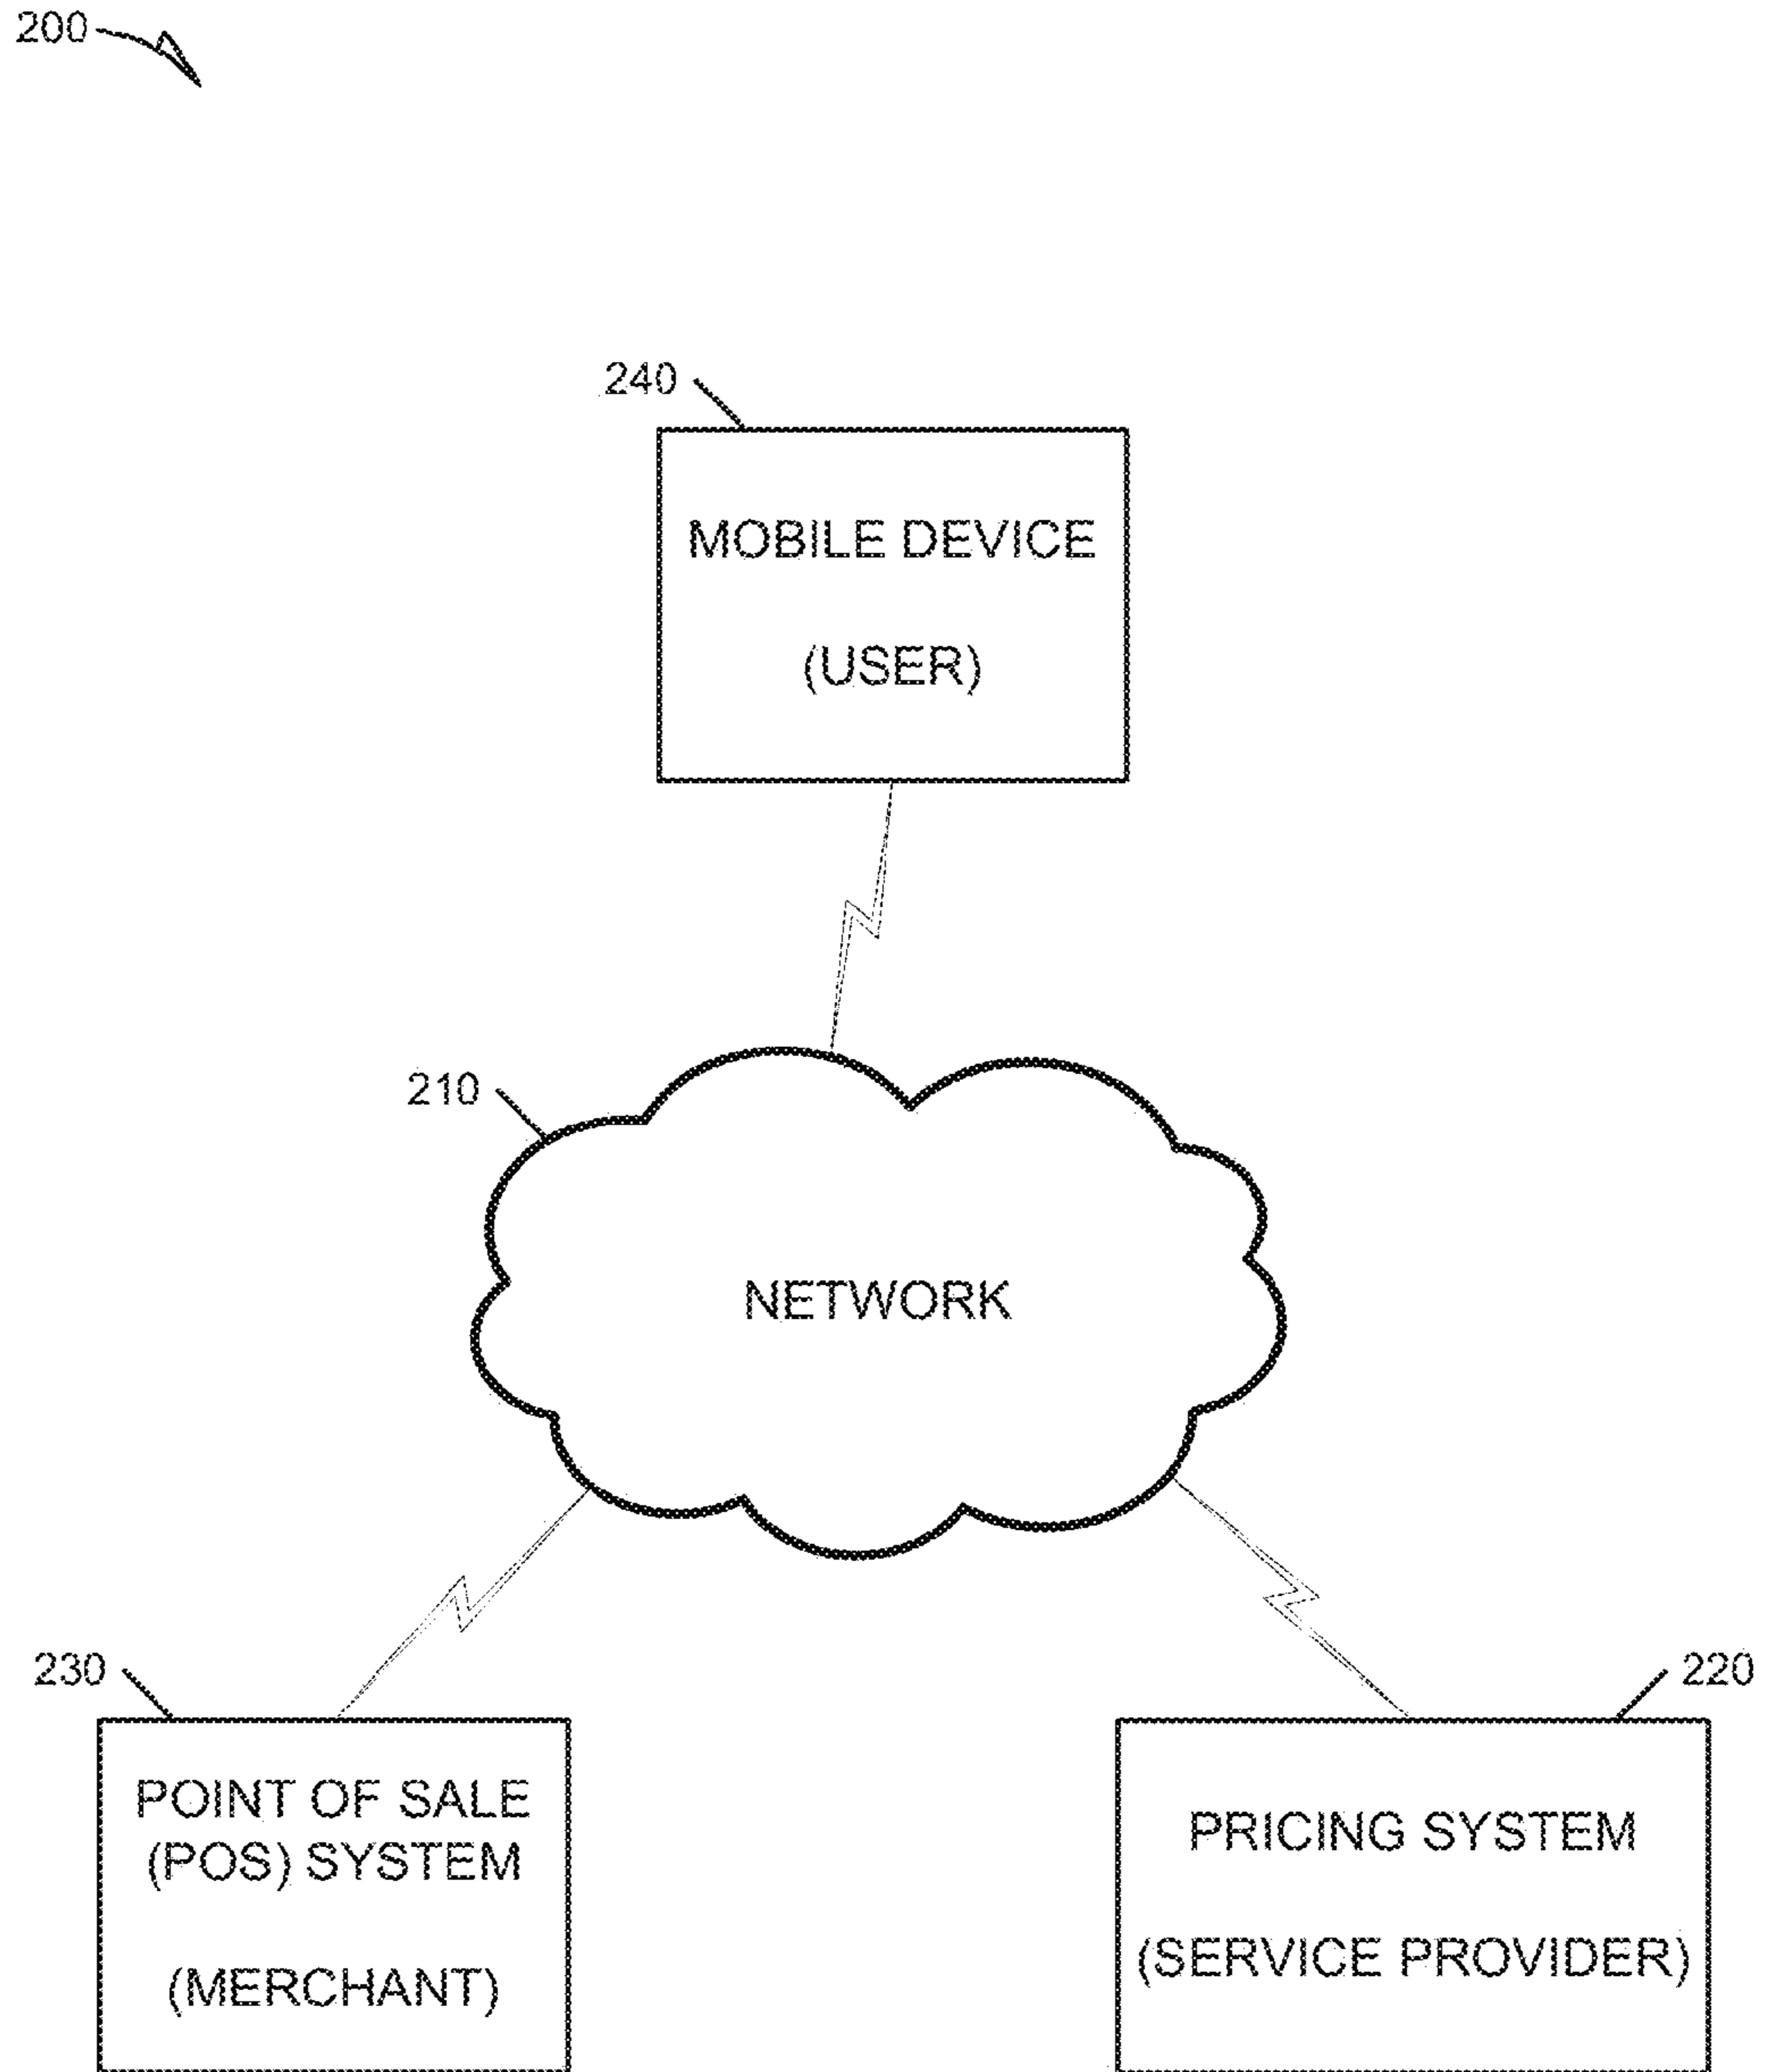 200
240
MOBILE DEVICE
(USER)
210
NETWORK
230
220
POINT OF SALE
(POS) SYSTEM
(MERCHANT)
PRICING SYSTEM
(SERVICE PROVIDER)